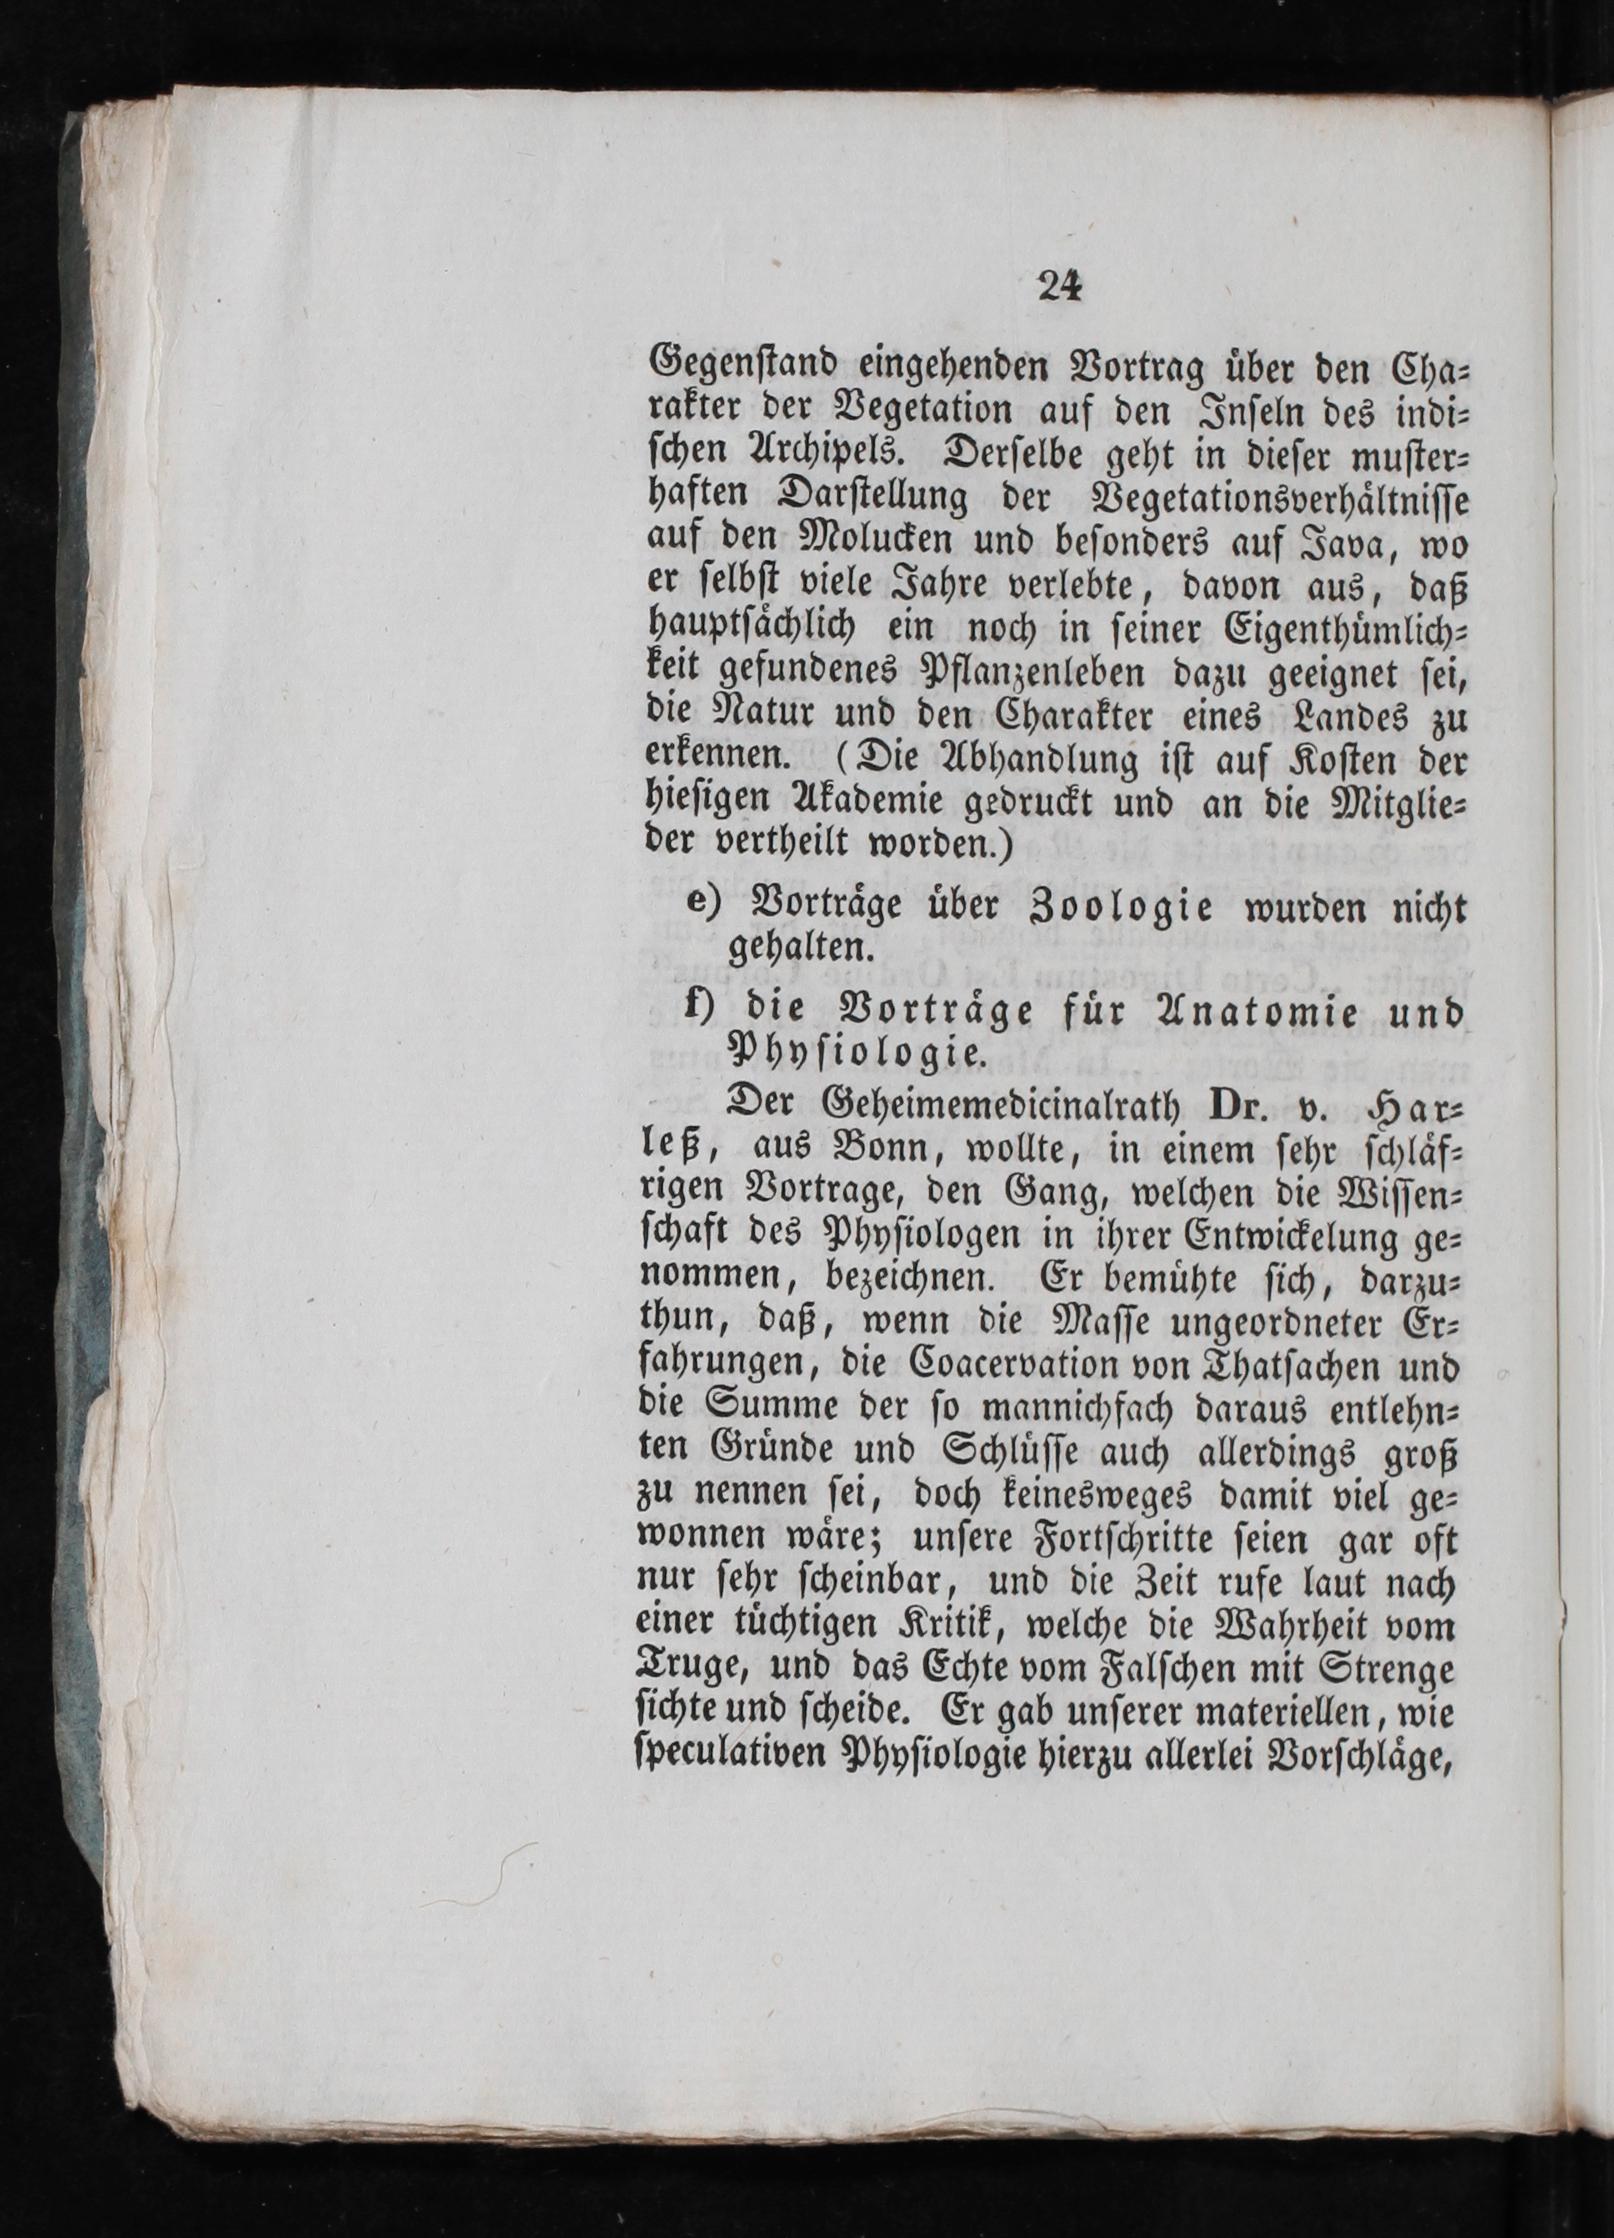 24
Gegenſtand eingehenden Vortrag über den Cha=
rakter der Vegetation auf den Inſeln des indi=
ſchen Archipels. Derſelbe geht in dieſer muſter=
haften Darſtellung der Vegetationsverhältniſſe
auf den Molucken und beſonders auf Java, wo
er ſelbſt viele Jahre verlebte, davon aus, daß
hauptſächlich ein noch in ſeiner Eigenthümlich=
keit gefundenes Pflanzenleben dazu geeignet ſei,
die Natur und den Charakter eines Landes zu
erkennen. (Die Abhandlung iſt auf Koſten der
hieſigen Akademie gedruckt und an die Mitglie=
der vertheilt worden.)
e) Vorträge über Zoologie wurden nicht
gehalten.
f) die Vorträge für Anatomie und
Phyſiologie.
Der Geheimemedicinalrath Dr. v. Har=
leß, aus Bonn, wollte, in einem ſehr ſchläf=
rigen Vortrage, den Gang, welchen die Wiſſen=
ſchaft des Phyſiologen in ihrer Entwickelung ge=
nommen, bezeichnen. Er bemühte ſich, darzu=
thun, daß, wenn die Maſſe ungeordneter Er=
fahrungen, die Coacervation von Thatſachen und
die Summe der ſo mannichfach daraus entlehn=
ten Gründe und Schlüſſe auch allerdings groß
zu nennen ſei, doch keinesweges damit viel ge=
wonnen wäre; unſere Fortſchritte ſeien gar oft
nur ſehr ſcheinbar, und die Zeit rufe laut nach
einer tüchtigen Kritik, welche die Wahrheit vom
Truge, und das Echte vom Falſchen mit Strenge
ſichte und ſcheide. Er gab unſerer materiellen, wie
ſpeculativen Phyſiologie hierzu allerlei Vorſchläge,